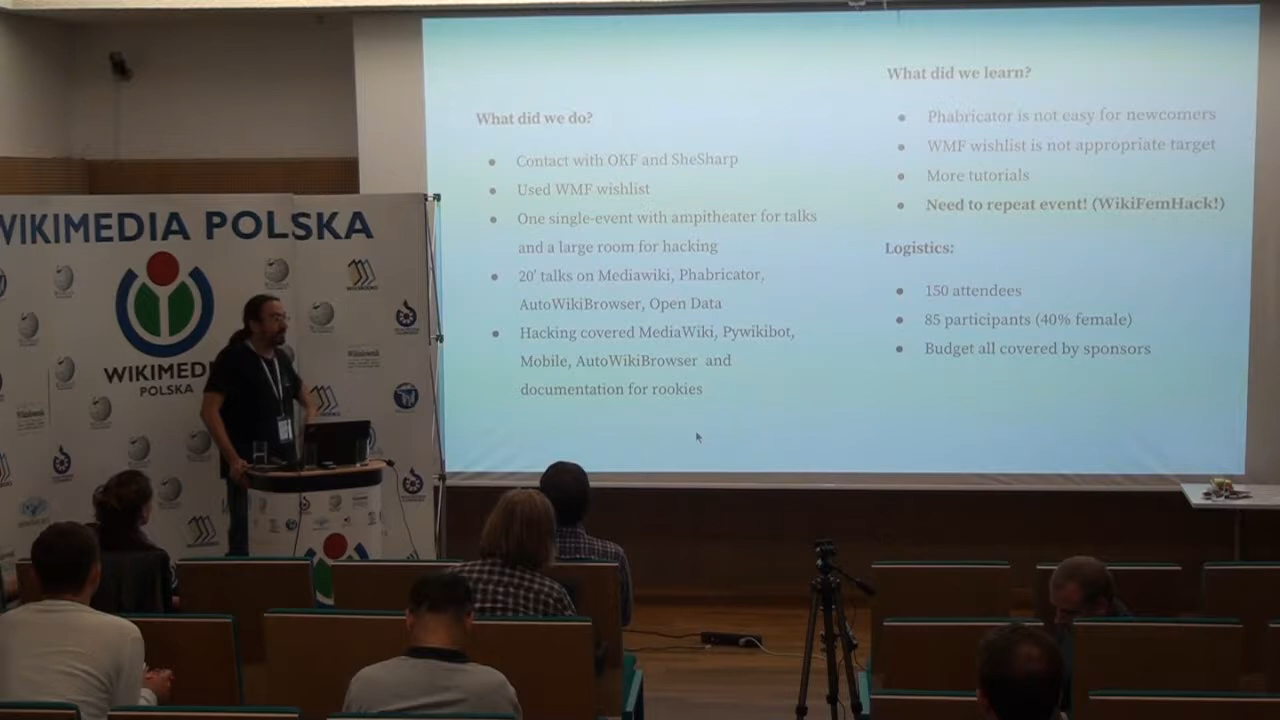 WIKIMEDIA POLSKA
WIKIMEDI
POLSKA
What did we do?
Contact with OKF and SheSharp
Used WMF wishlist
One single-event with ampitheater for talks
and a large room for hacking
20' talks on Mediawiki, Phabricator,
AutoWikiBrowser, Open Data
Hacking covered MediaWiki, Pywikibot,
Mobile, AutoWikiBrowser and
documentation for rookies
What did we learn?
Phabricator is not easy for newcomers
WMF wishlist is not appropriate target
More tutorials
Need to repeat event! (WikiFemHack!)
Logistics:
150 attendees
85 participants (40% female)
Budget all covered by sponsors